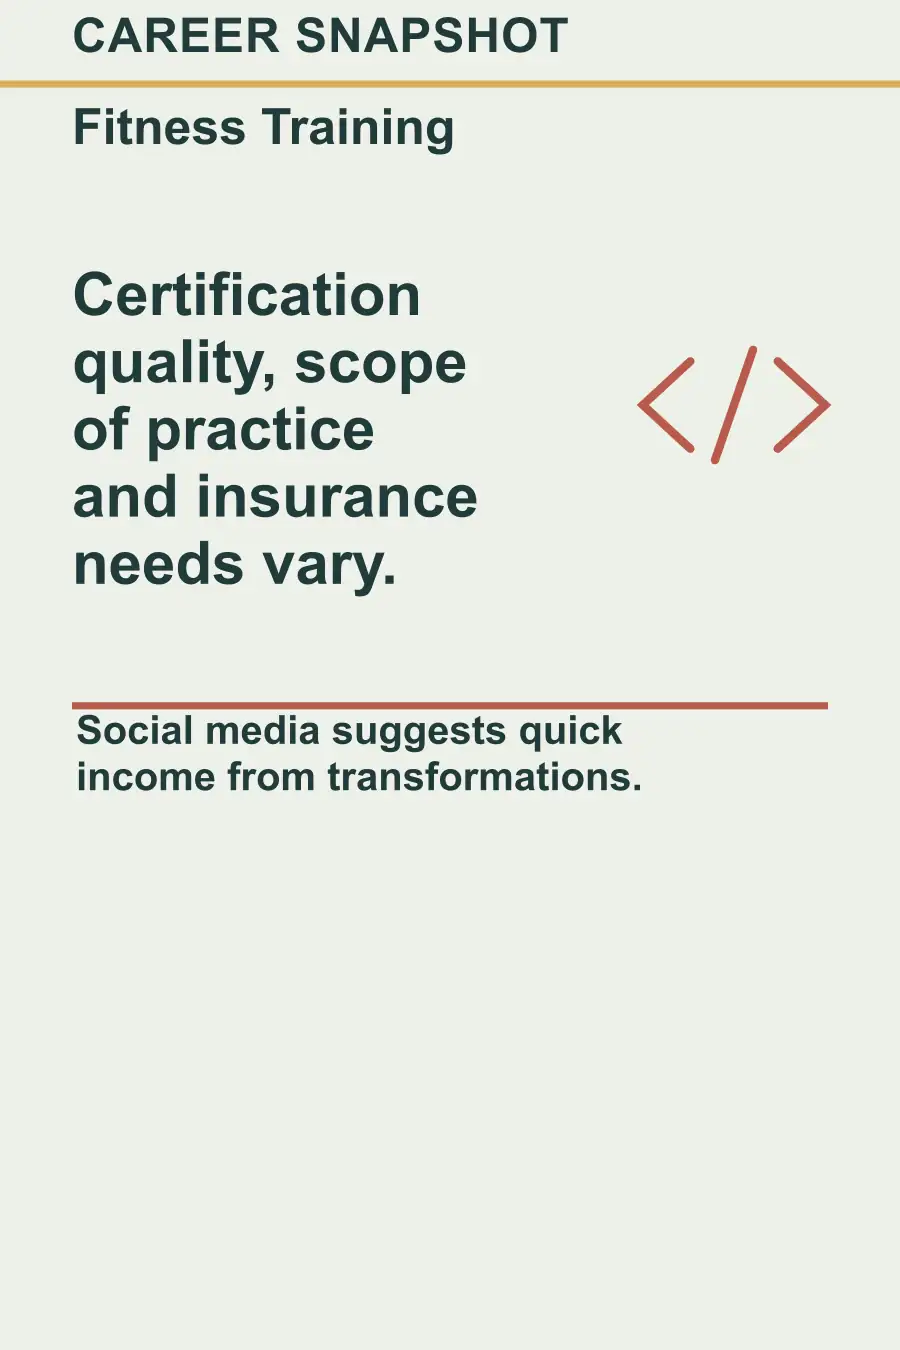 CAREER SNAPSHOT
Fitness Training
Certification
quality, scope
of practice
and insurance
needs vary.
</>
Social media suggests quick
income from transformations.